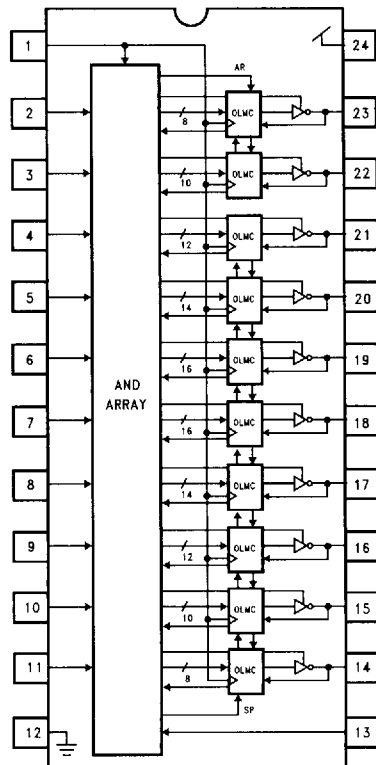 1 24
AR
2 8 OLMC 23
3 10 OLMC 22
4 12 OLMC 21
5 14 OLMC 20
6 16 OLMC 19
AND
ARRAY
7 16 OLMC 18
8 14 OLMC 17
9 12 OLMC 16
10 10 OLMC 15
11 8 OLMC 14
SP
12 13